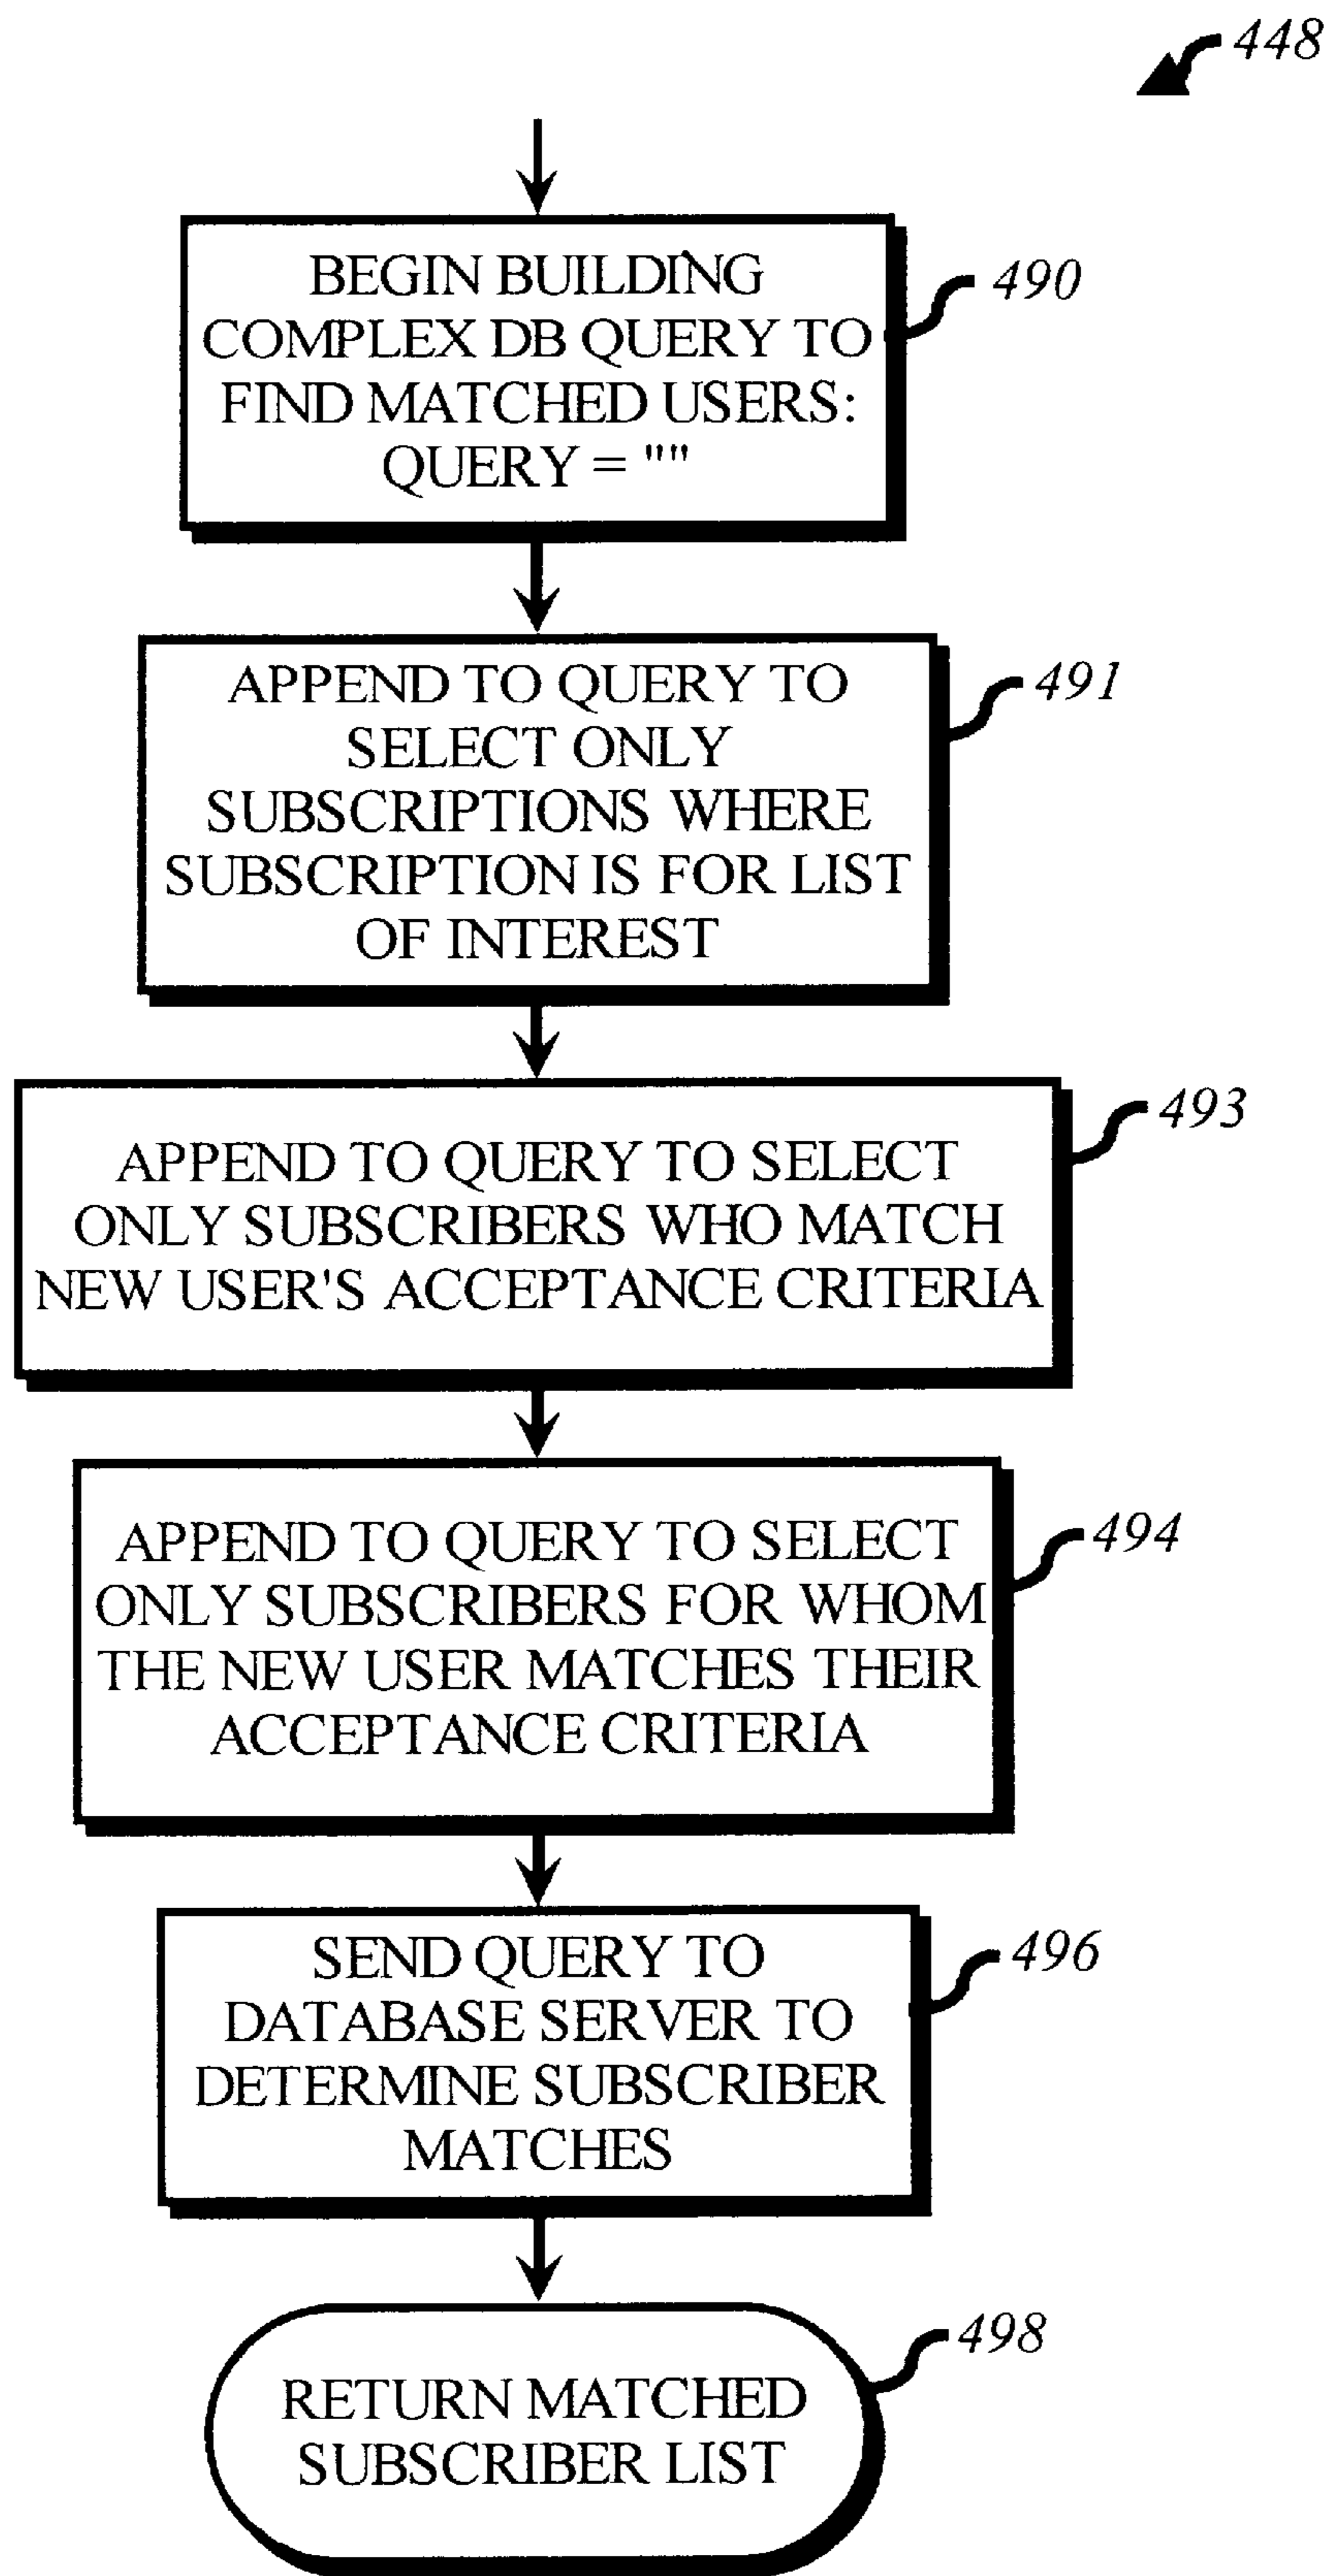 448
BEGIN BUILDING
COMPLEX DB QUERY TO
FIND MATCHED USERS:
QUERY = ""
490
APPEND TO QUERY TO
SELECT ONLY
SUBSCRIPTIONS WHERE
SUBSCRIPTION IS FOR LIST
OF INTEREST
491
APPEND TO QUERY TO SELECT
ONLY SUBSCRIBERS WHO MATCH
NEW USER'S ACCEPTANCE CRITERIA
493
APPEND TO QUERY TO SELECT
ONLY SUBSCRIBERS FOR WHOM
THE NEW USER MATCHES THEIR
ACCEPTANCE CRITERIA
494
SEND QUERY TO
DATABASE SERVER TO
DETERMINE SUBSCRIBER
MATCHES
496
RETURN MATCHED
SUBSCRIBER LIST
498